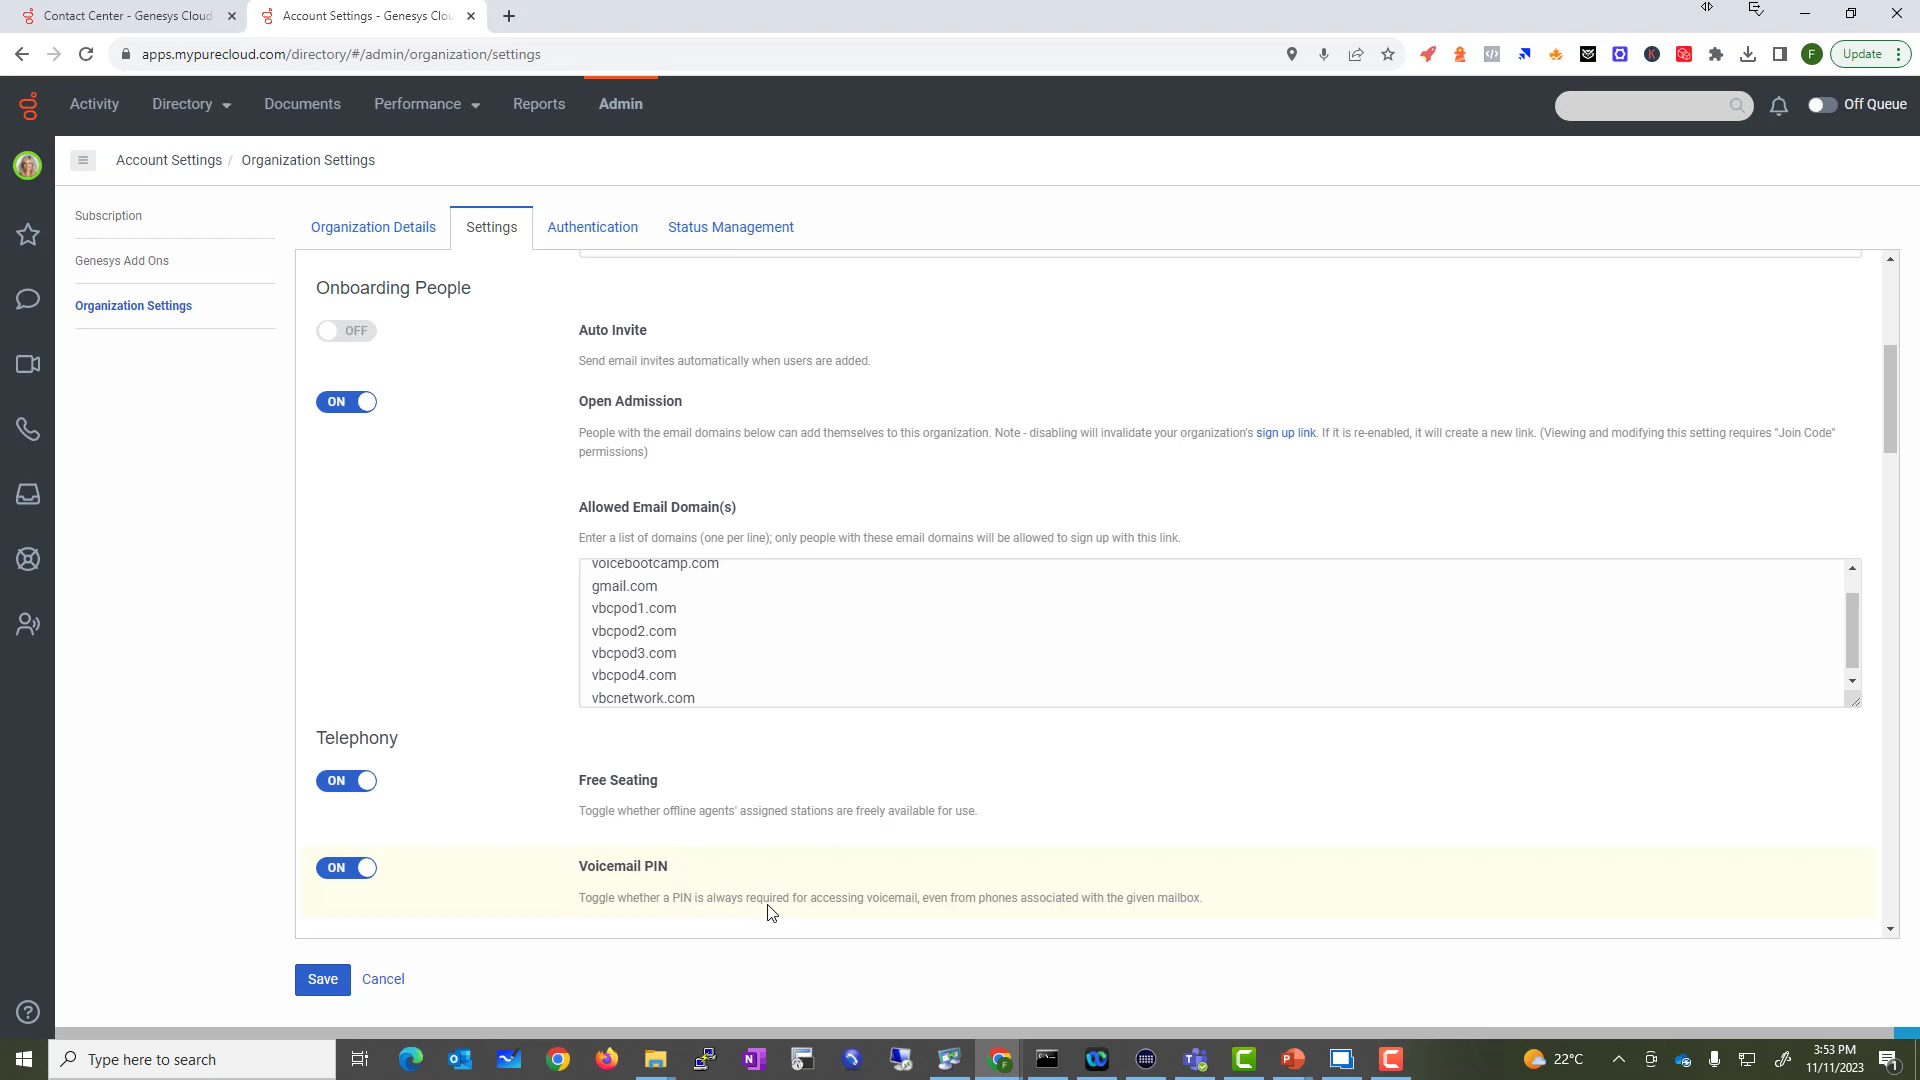 Contact Center - Genesys Cloud
Account Settings - Genesys Clou
apps.mypurecloud.com/directory/#/admin/organization/settings
F
Update
Activity
Directory
Documents
Performance
Reports
Admin
Off Queue
Account Settings / Organization Settings
Subscription
Genesys Add Ons
Organization Settings
Organization Details
Settings
Authentication
Status Management
Onboarding People
OFF
Auto Invite
Send email invites automatically when users are added.
ON
Open Admission
People with the email domains below can add themselves to this organization. Note - disabling will invalidate your organization's sign up link. If it is re-enabled, it will create a new link. (Viewing and modifying this setting requires "Join Code"
permissions)
Allowed Email Domain(s)
Enter a list of domains (one per line); only people with these email domains will be allowed to sign up with this link.
voicebootcamp.com
gmail.com
vbcpod1.com
vbcpod2.com
vbcpod3.com
vbcpod4.com
vbcnetwork.com
Telephony
ON
Free Seating
Toggle whether offline agents' assigned stations are freely available for use.
ON
Voicemail PIN
Toggle whether a PIN is always required for accessing voicemail, even from phones associated with the given mailbox.
Save
Cancel
Type here to search
22°C
3:53 PM
11/11/2023
1